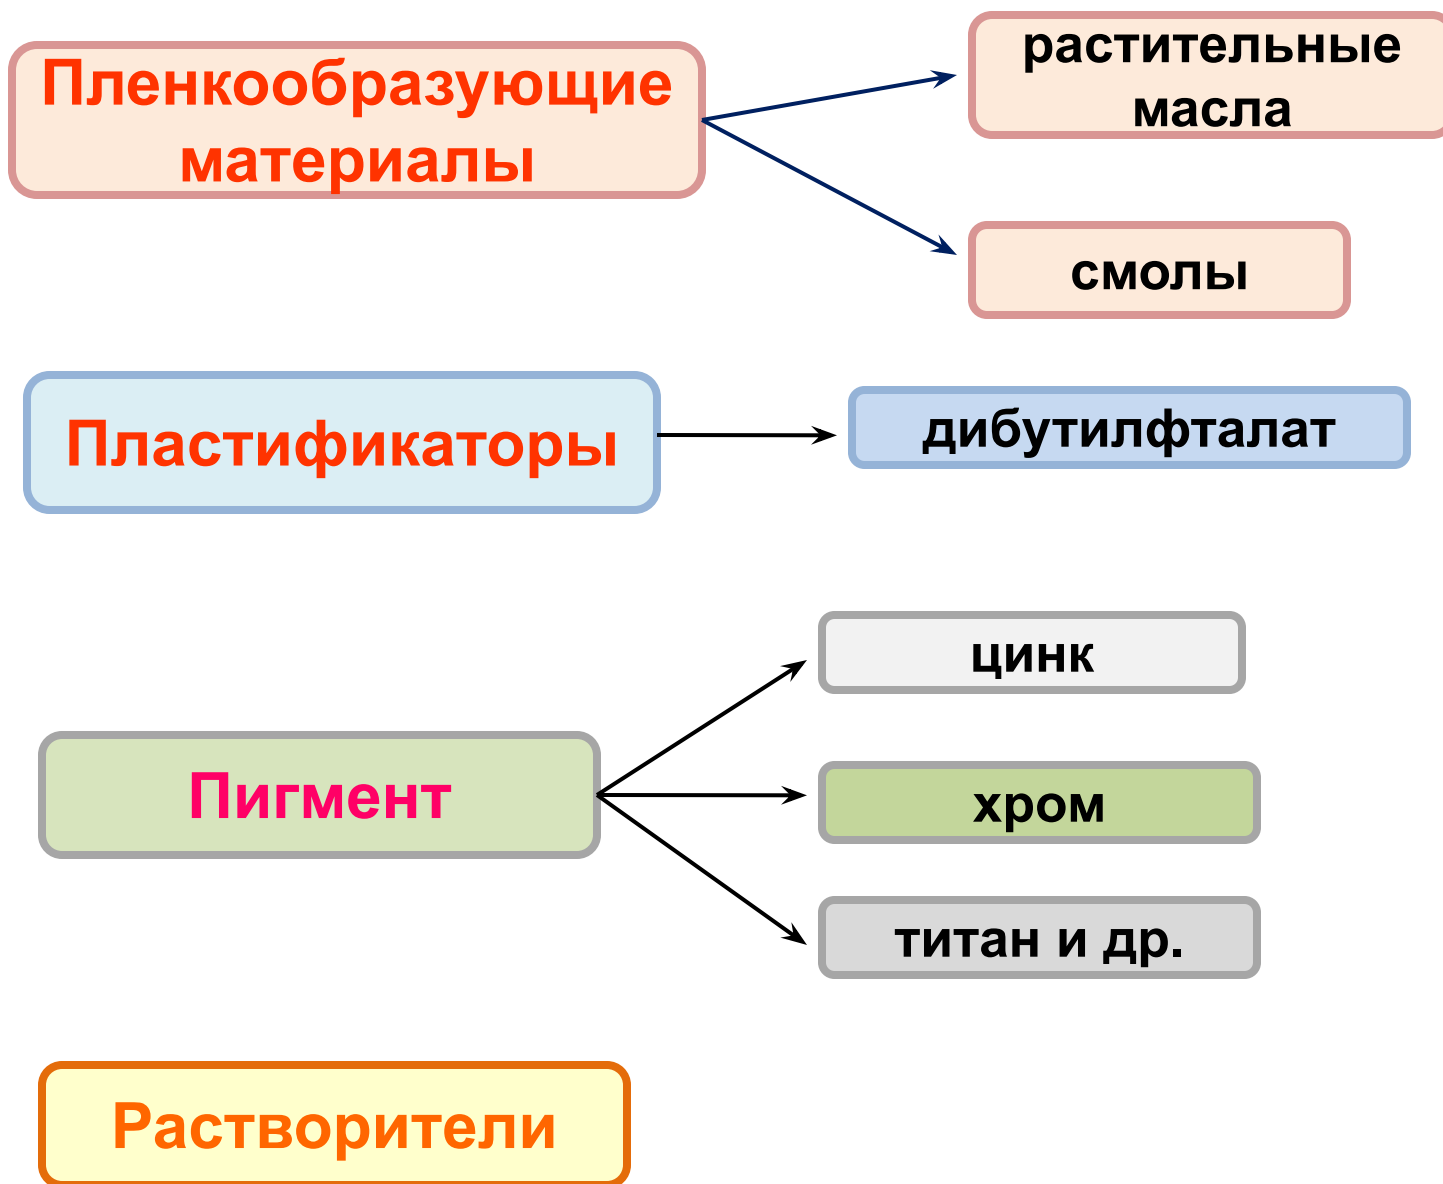 Пленкообразующие
материалы
растительные
масла
смолы
Пластификаторы
дибутилфталат
Пигмент
цинк
хром
титан и др.
Растворители